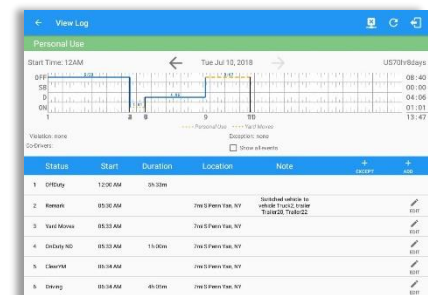 View Log
Personal Use
Start Time: 12AM
Tue Jul 10, 2018
US70hr8days
OFF
08:40
SB
00:00
D
04:06
ON
01:01
13:47
Personal Use
Yard Moves
Violation: none
Exception: none
Co-Drivers:
Show all events
Status Start Duration Location Note + EXCEPT + ADD
1 OffDuty 12:00 AM 5h 33m
2 Remark 05:30 AM 7mi S Penn Yan, NY Switched vehicle to vehicle Truck2, trailer Trailer20, Trailer22 EDIT
3 Yard Moves 05:33 AM 7mi S Penn Yan, NY EDIT
4 OnDuty ND 05:33 AM 1h 00m 7mi S Penn Yan, NY EDIT
5 ClearYM 06:34 AM 7mi S Penn Yan, NY EDIT
6 Driving 06:34 AM 4h 05m 7mi S Penn Yan, NY EDIT